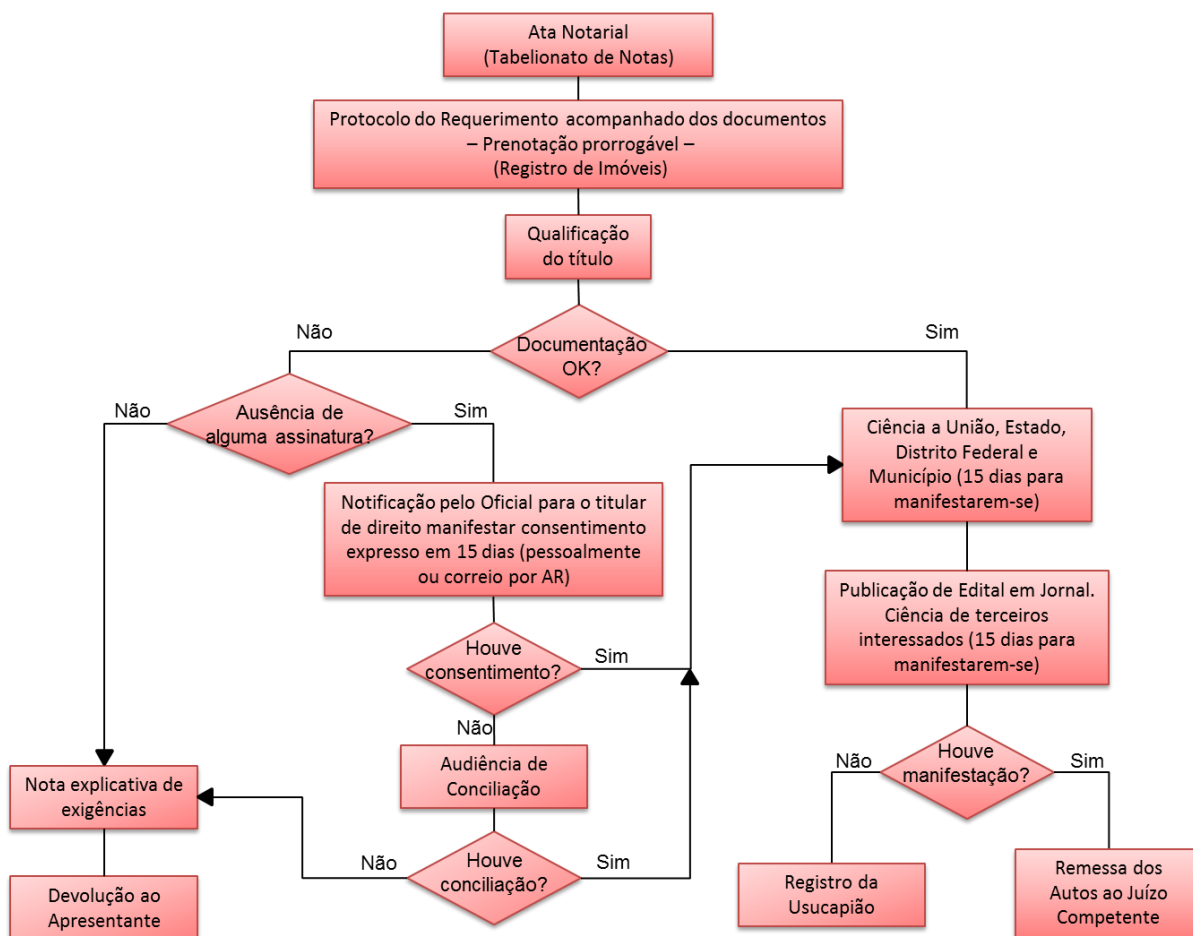 Ata Notarial
(Tabelionato de Notas)
Protocolo do Requerimento acompanhado dos documentos
– Prenotação prorrogável –
(Registro de Imóveis)
Qualificação
do título
Documentação
OK?
Não
Sim
Ausência de
alguma assinatura?
Não
Sim
Notificação pelo Oficial para o titular
de direito manifestar consentimento
expresso em 15 dias (pessoalmente
ou correio por AR)
Houve
consentimento?
Sim
Não
Audiência de
Conciliação
Houve
conciliação?
Não
Sim
Nota explicativa de
exigências
Devolução ao
Apresentante
Ciência a União, Estado,
Distrito Federal e
Município (15 dias para
manifestarem-se)
Publicação de Edital em Jornal.
Ciência de terceiros
interessados (15 dias para
manifestarem-se)
Houve
manifestação?
Não
Sim
Registro da
Usucapião
Remessa dos
Autos ao Juízo
Competente